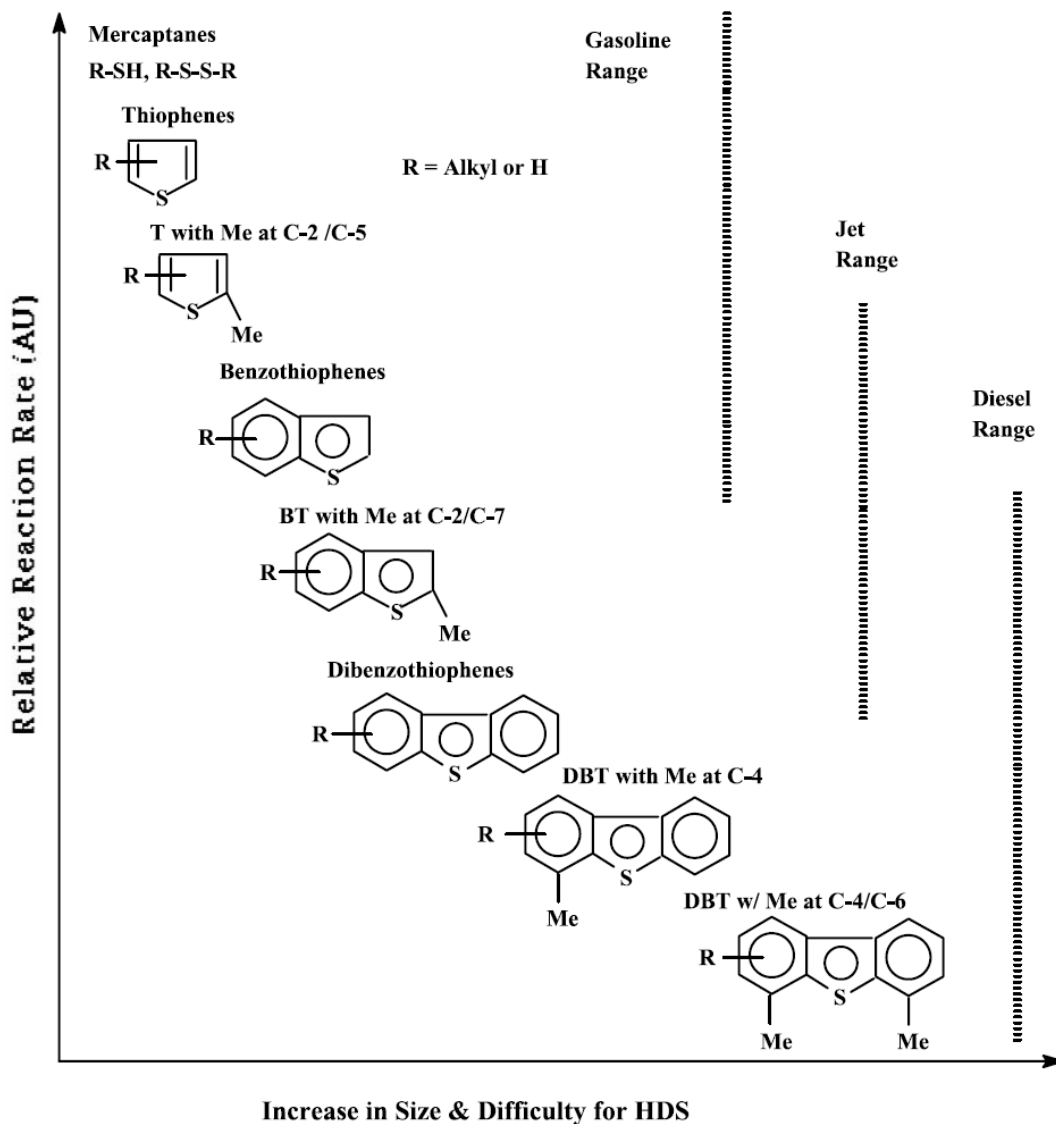 Mercaptanes
R-SH, R-S-S-R
Thiophenes
R
S
R = Alkyl or H
Gasoline
Range
T with Me at C-2 /C-5
R
S
Me
Jet
Range
Benzothiophenes
R
S
Diesel
Range
BT with Me at C-2/C-7
R
S
Me
Dibenzothiophenes
R
S
DBT with Me at C-4
R
S
Me
DBT w/ Me at C-4/C-6
R
S
Me
Me
Relative Reaction Rate (AU)
Increase in Size & Difficulty for HDS